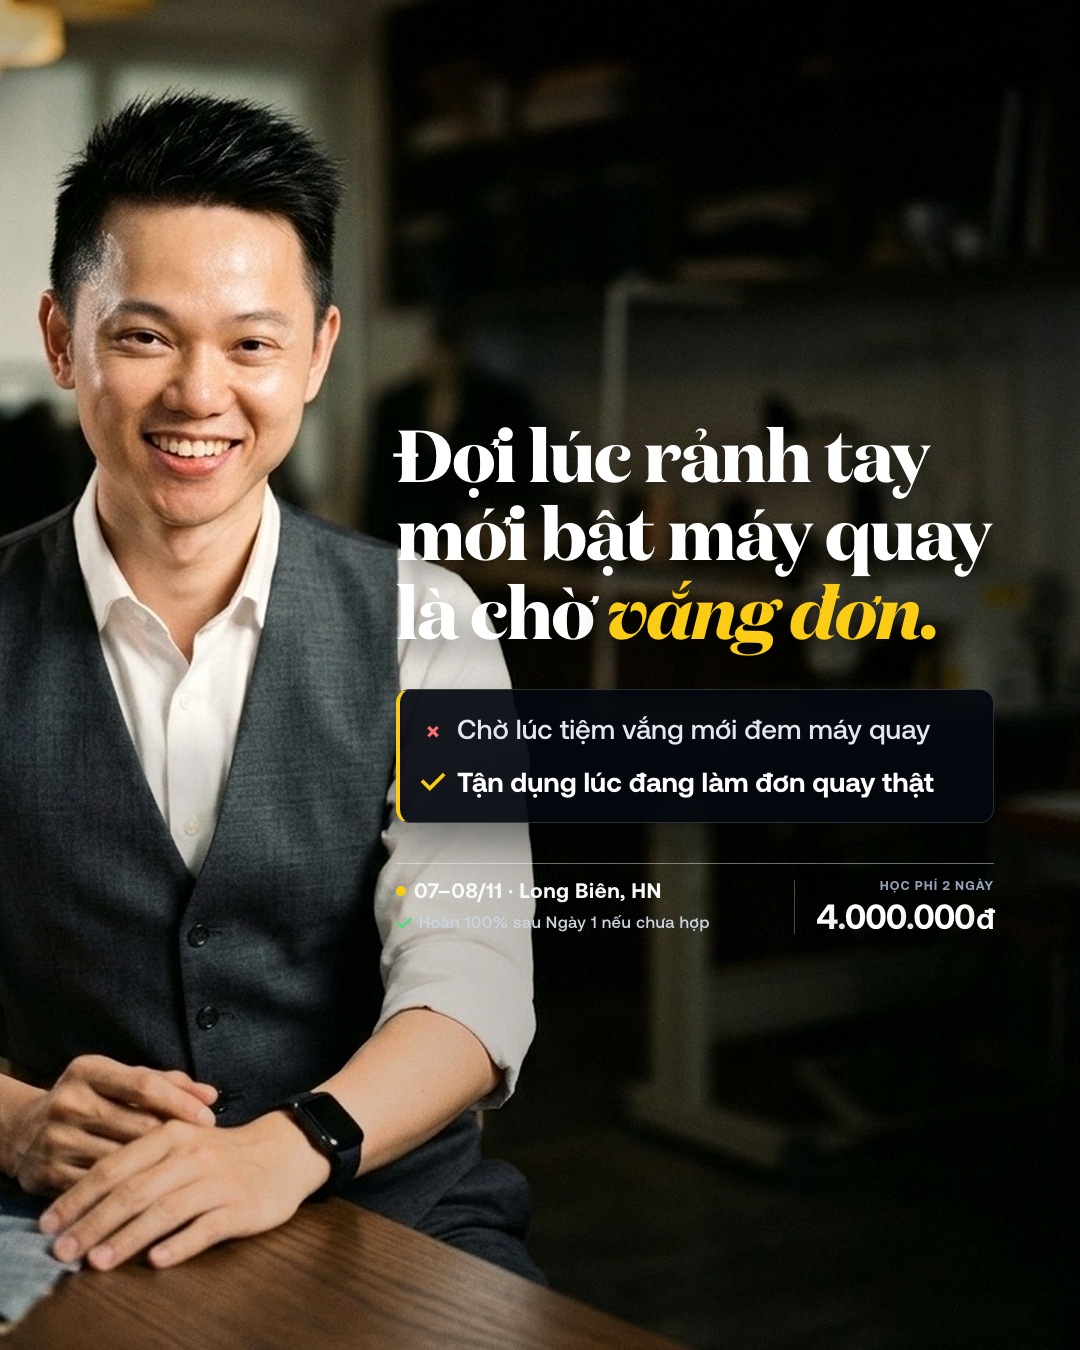 Đợi lúc rảnh tay
mới bật máy quay
là chờ vắng đơn.
× Chờ lúc tiệm vắng mới đem máy quay
✓ Tận dụng lúc đang làm đơn quay thật
07–08/11 · Long Biên, HN
✓ Hoàn 100% sau Ngày 1 nếu chưa hợp
HỌC PHÍ 2 NGÀY
4.000.000đ